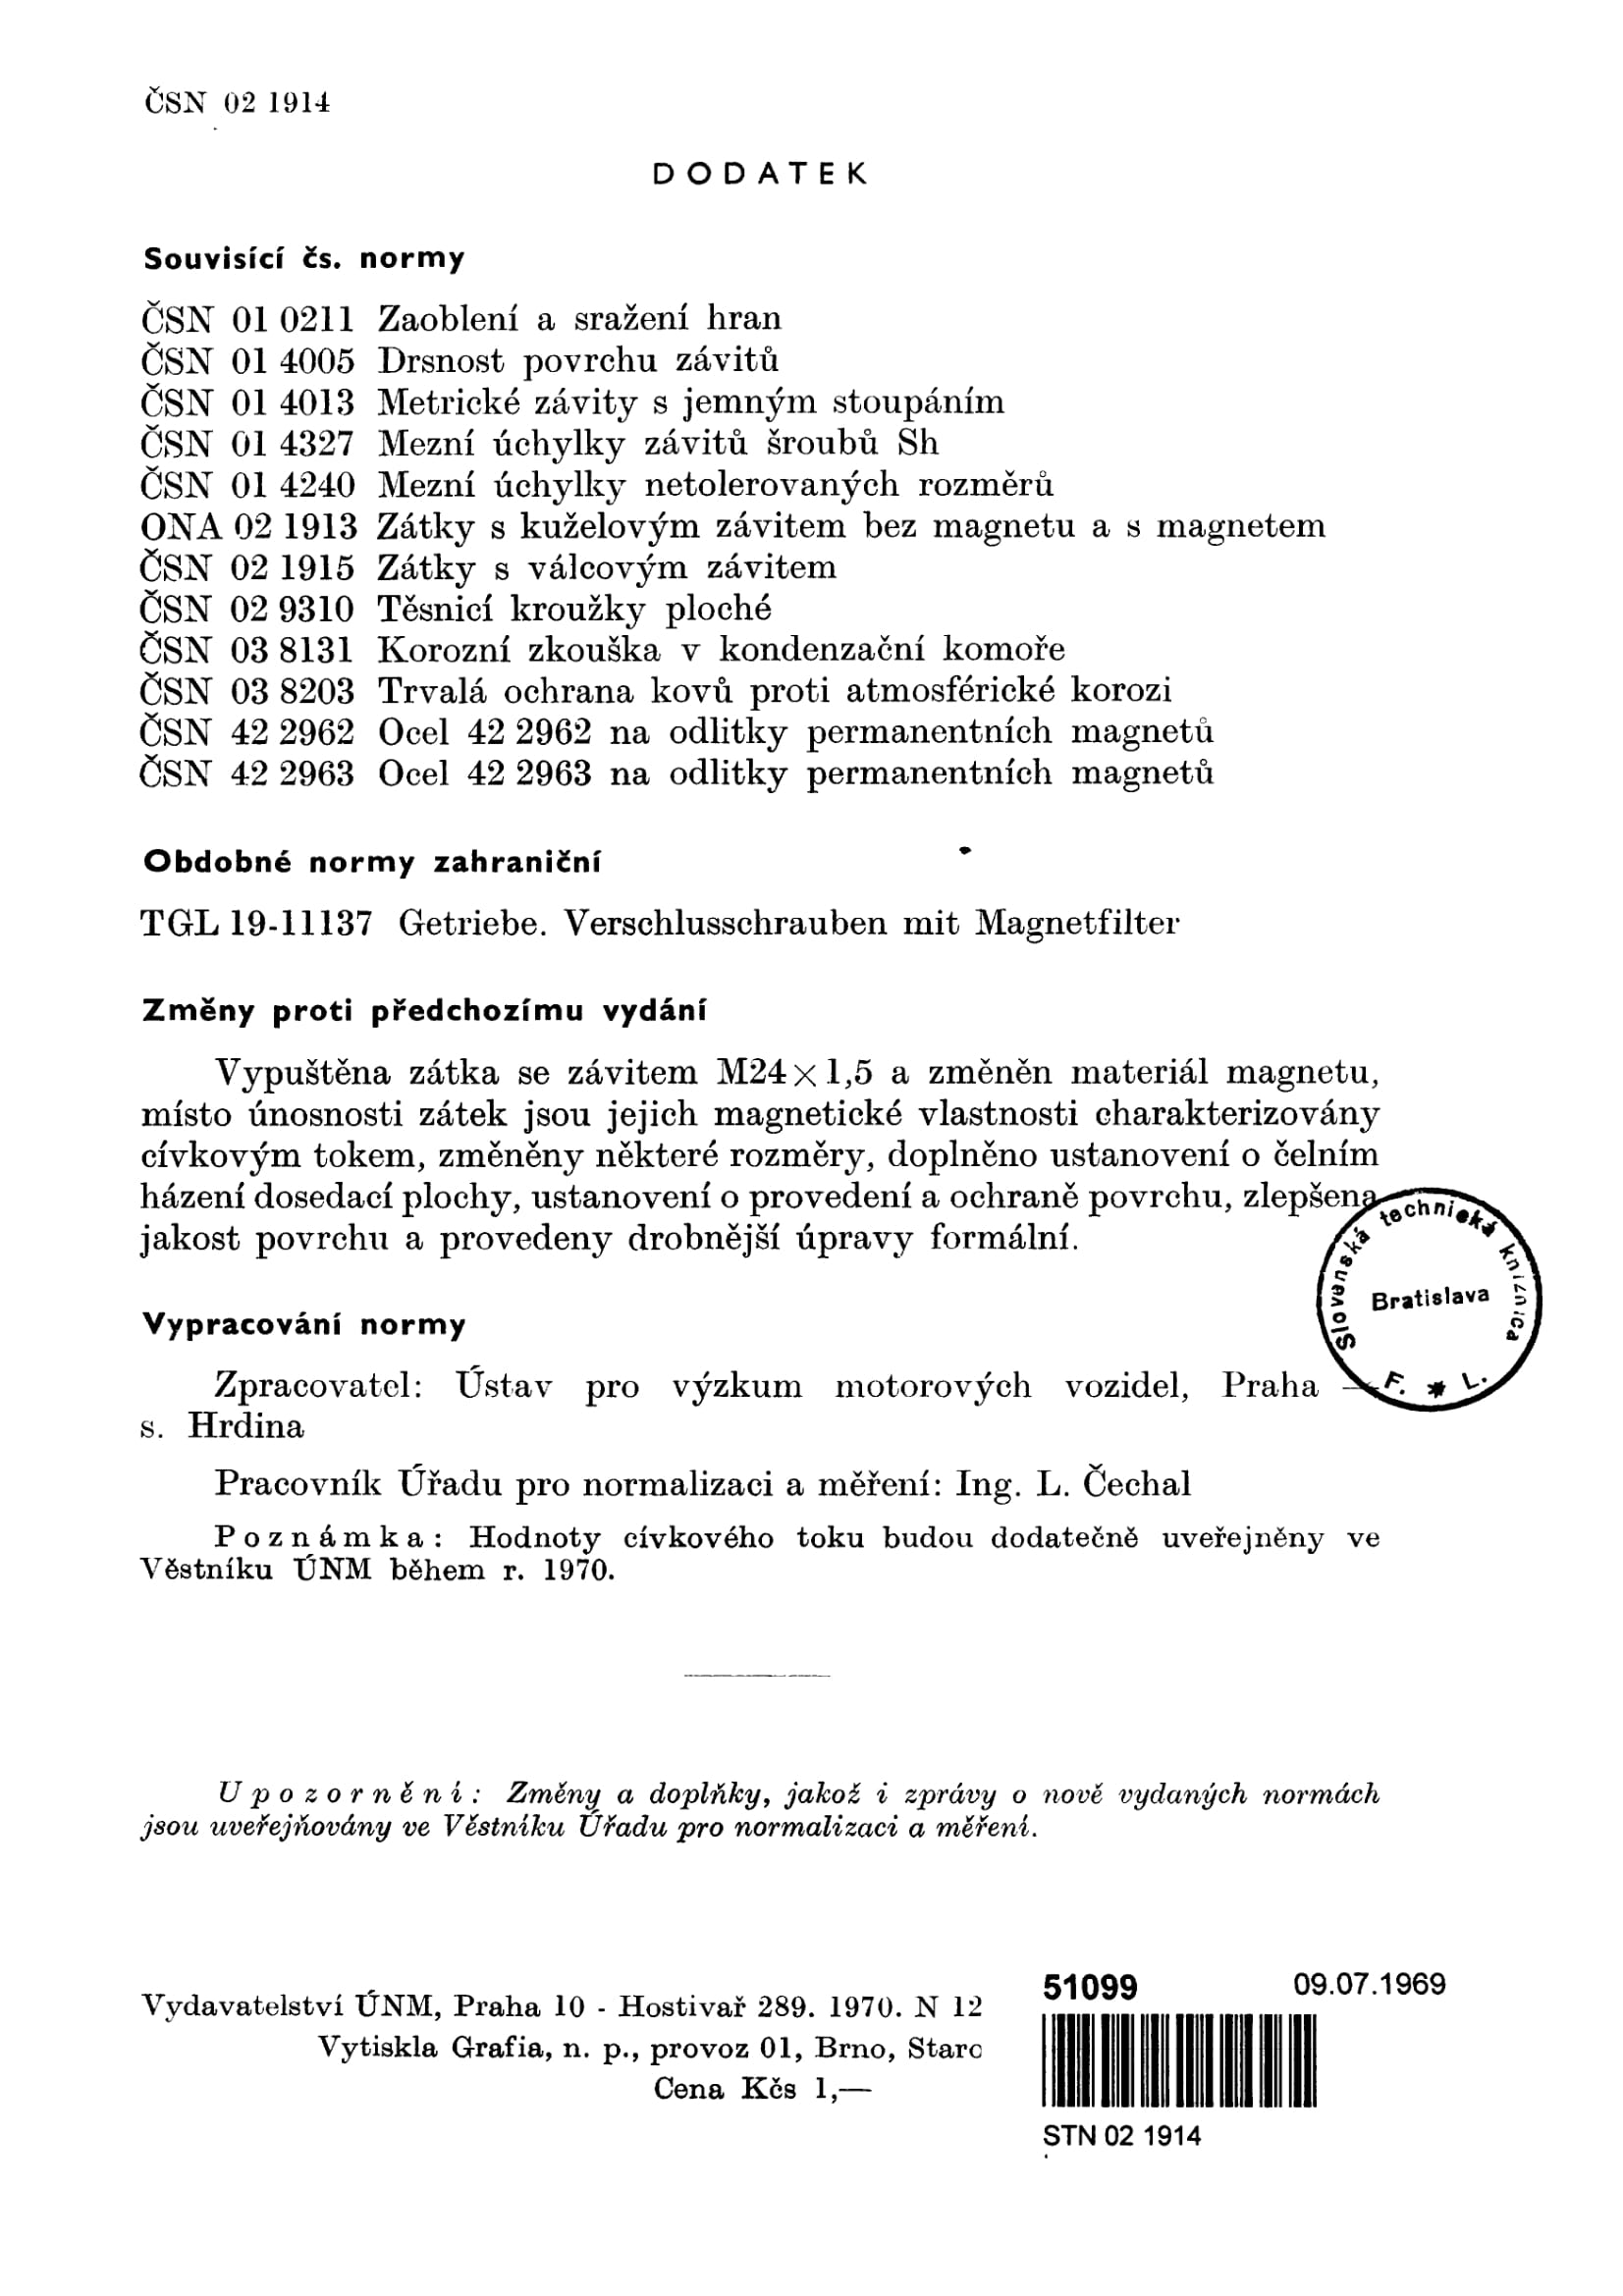 ČSN 02 1914
DODATEK
Souvisící čs. normy
ČSN 01 0211 Zaoblení a sražení hran
ČSN 01 4005 Drsnost povrchu závitů
ČSN 01 4013 Metrické závity s jemným stoupáním
ČSN 01 4327 Mezní úchylky závitů šroubů Sh
ČSN 01 4240 Mezní úchylky netolerovaných rozměrů
ONA 02 1913 Zátky s kuželovým závitem bez magnetu a s magnetem
ČSN 02 1915 Zátky s válcovým závitem
ČSN 02 9310 Těsnicí kroužky ploché
ČSN 03 8131 Korozní zkouška v kondenzační komoře
ČSN 03 8203 Trvalá ochrana kovů proti atmosférické korozi
ČSN 42 2962 Ocel 42 2962 na odlitky permanentních magnetů
ČSN 42 2963 Ocel 42 2963 na odlitky permanentních magnetů
Obdobné normy zahraniční
TGL 19-11137 Getriebe. Verschlusschrauben mit Magnetfilter
Změny proti předchozímu vydání
Vypuštěna zátka se závitem M24×1,5 a změněn materiál magnetu,
místo únosnosti zátek jsou jejich magnetické vlastnosti charakterizovány
cívkovým tokem, změněny některé rozměry, doplněno ustanovení o čelním
házení dosedací plochy, ustanovení o provedení a ochraně povrchu, zlepšena
jakost povrchu a provedeny drobnější úpravy formální.
Slovenská technická knižnica
Bratislava
F. * L.
Vypracování normy
Zpracovatel: Ústav pro výzkum motorových vozidel, Praha —
s. Hrdina
Pracovník Úřadu pro normalizaci a měření: Ing. L. Čechal
Poznámka: Hodnoty cívkového toku budou dodatečně uveřejněny ve
Věstníku ÚNM během r. 1970.
Upozornění: Změny a doplňky, jakož i zprávy o nově vydaných normách
jsou uveřejňovány ve Věstníku Úřadu pro normalizaci a měření.
Vydavatelství ÚNM, Praha 10 - Hostivař 289. 1970. N 12
Vytiskla Grafia, n. p., provoz 01, Brno,
Cena Kčs 1,—
51099 09.07.1969
STN 02 1914